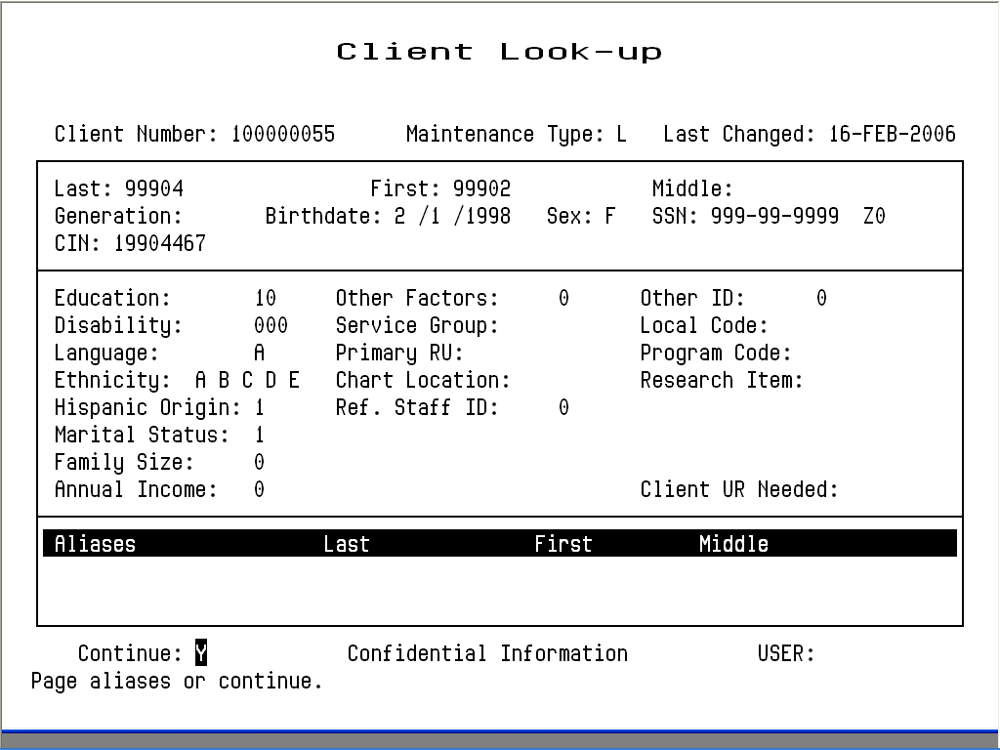 Client Look-up
Client Number: 100000055 Maintenance Type: L Last Changed: 16-FEB-2006
Last: 99904 First: 99902 Middle:
Generation: Birthdate: 2 /1 /1998 Sex: F SSN: 999-99-9999 Z0
CIN: 19904467
Education: 10 Other Factors: 0 Other ID: 0
Disability: 000 Service Group: Local Code:
Language: A Primary RU: Program Code:
Ethnicity: A B C D E Chart Location: Research Item:
Hispanic Origin: 1 Ref. Staff ID: 0
Marital Status: 1
Family Size: 0
Annual Income: 0 Client UR Needed:
Aliases Last First Middle
Continue: Y Confidential Information USER:
Page aliases or continue.